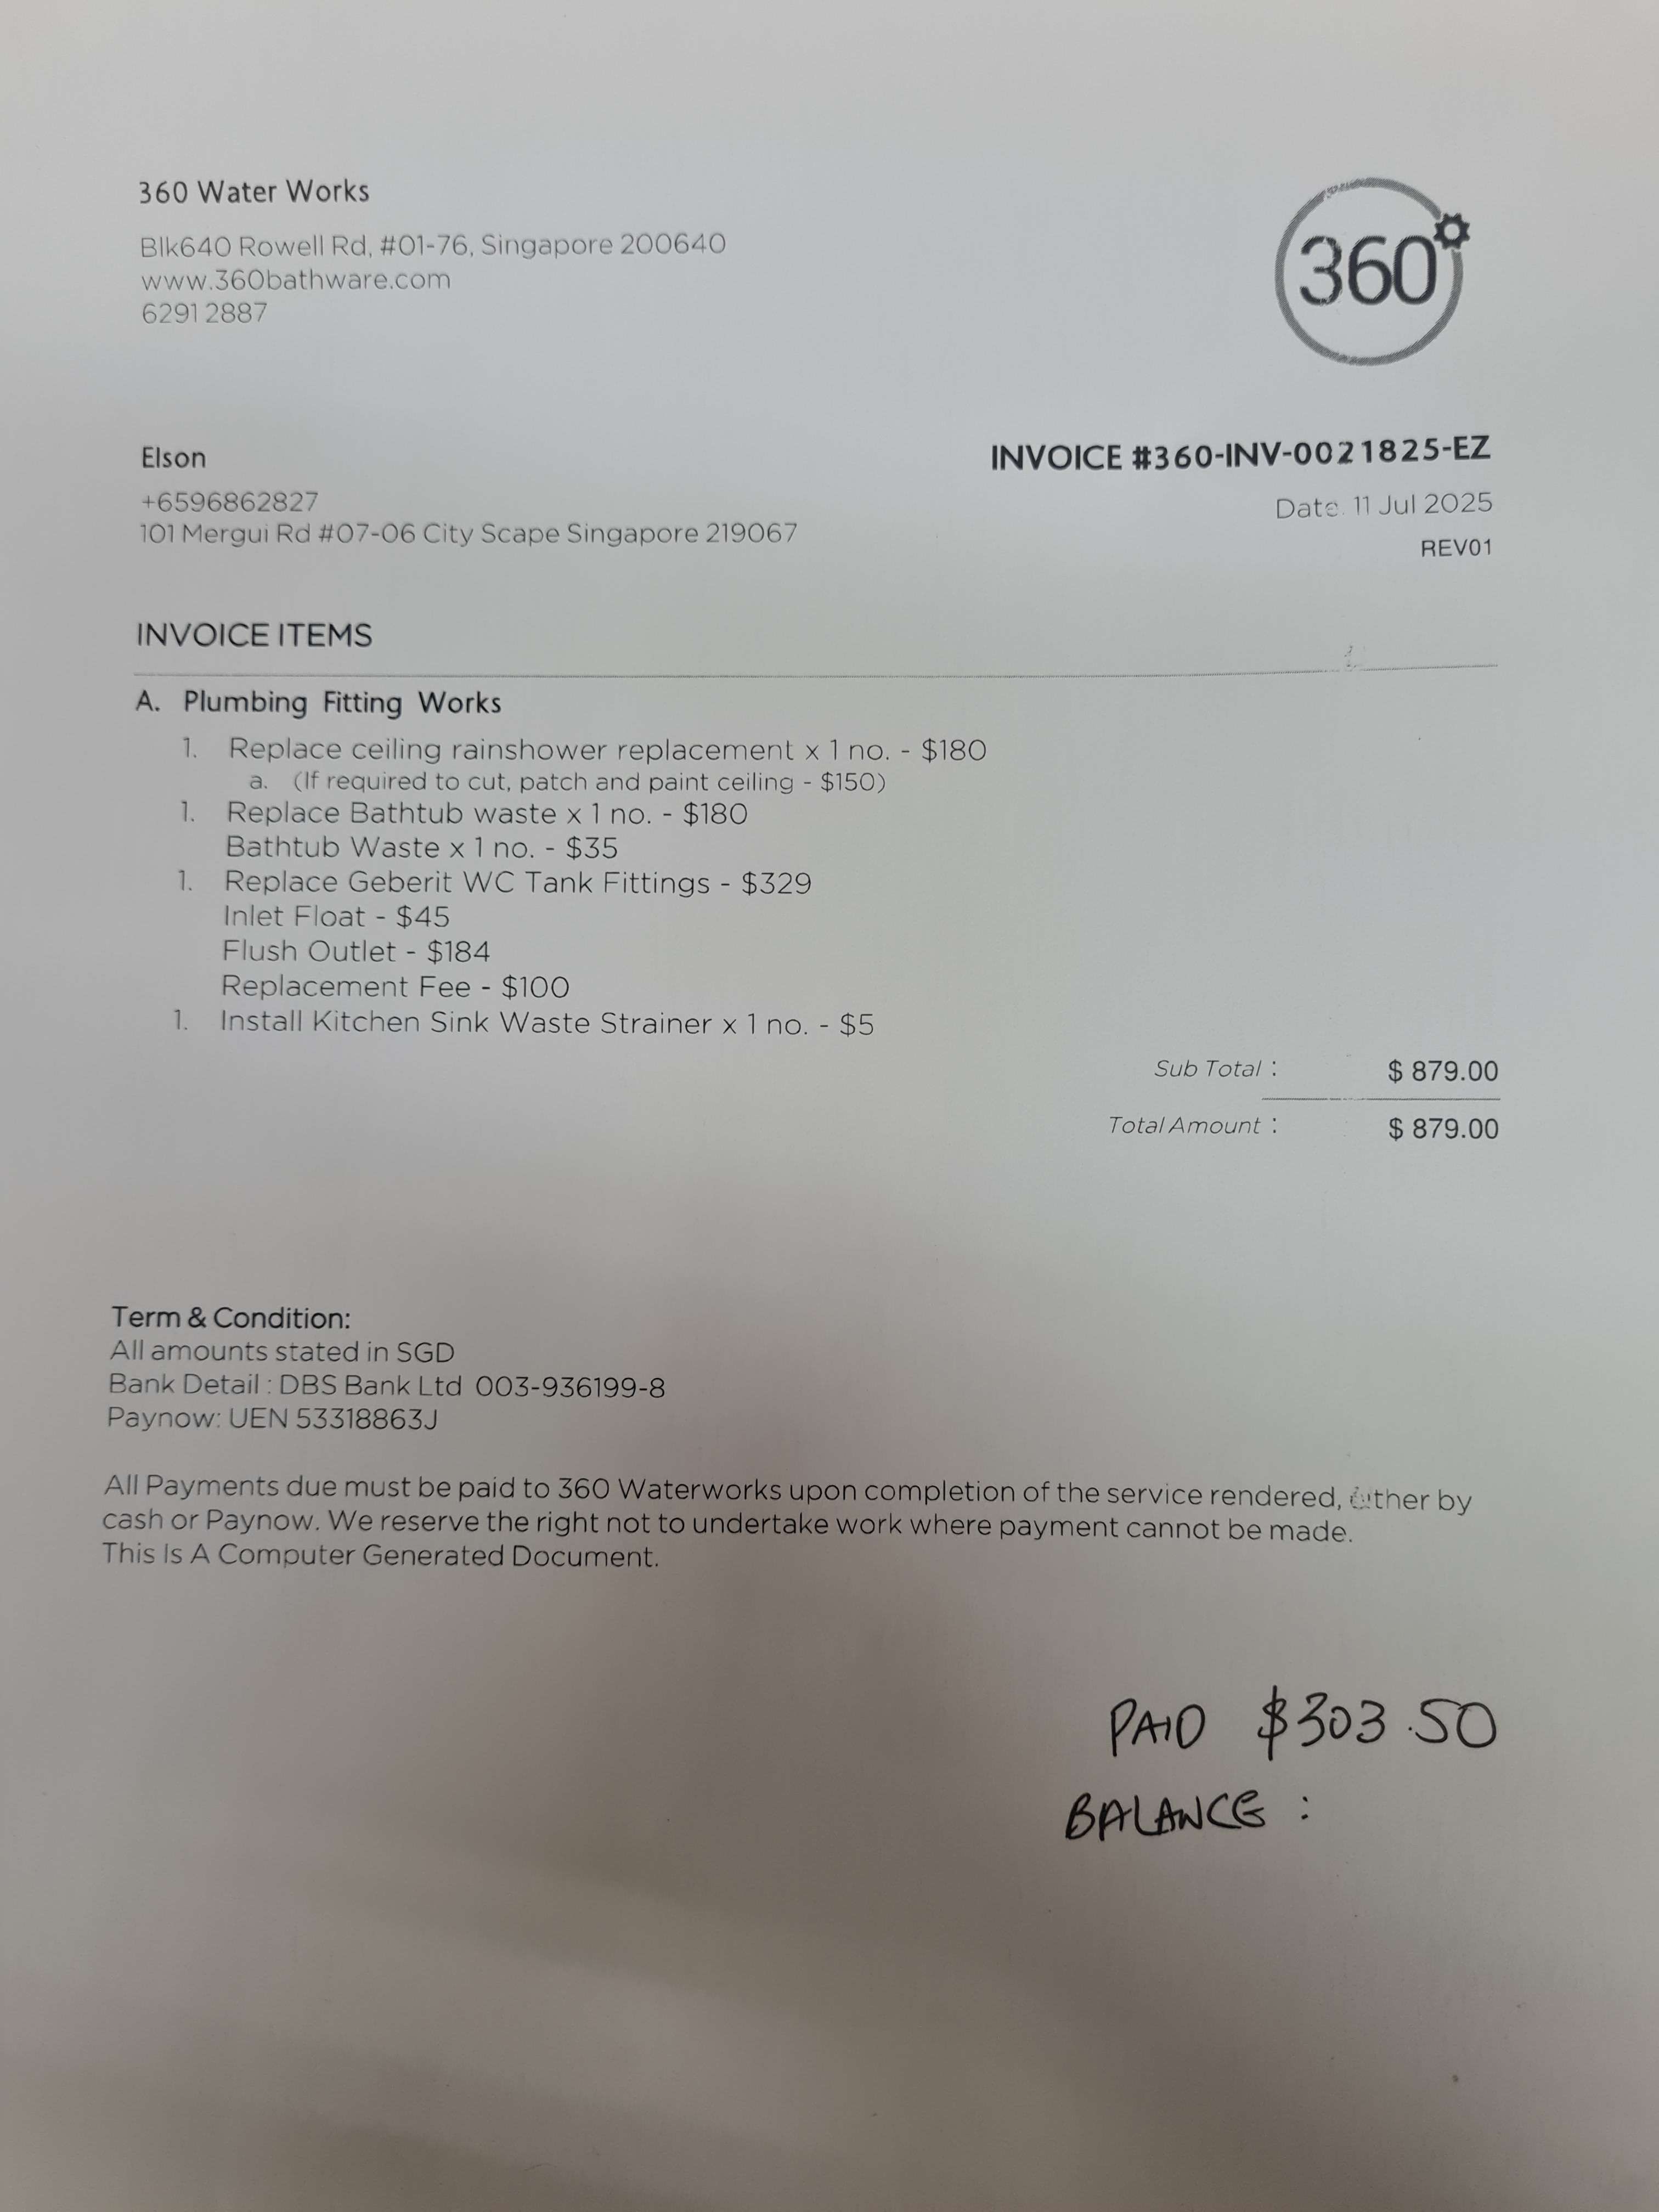 360 Water Works
Blk640 Rowell Rd, #01-76, Singapore 200640
www.360bathware.com
6291 2887
360
Elson
+6596862827
101 Mergui Rd #07-06 City Scape Singapore 219067
INVOICE #360-INV-0021825-EZ
Date. 11 Jul 2025
REV01
INVOICE ITEMS
A. Plumbing Fitting Works
1. Replace ceiling rainshower replacement x 1 no. - $180
a. (If required to cut, patch and paint ceiling - $150)
1. Replace Bathtub waste x 1 no. - $180
Bathtub Waste x 1 no. - $35
1. Replace Geberit WC Tank Fittings - $329
Inlet Float - $45
Flush Outlet - $184
Replacement Fee - $100
1. Install Kitchen Sink Waste Strainer x 1 no. - $5
Sub Total : $ 879.00
Total Amount : $ 879.00
Term & Condition:
All amounts stated in SGD
Bank Detail : DBS Bank Ltd 003-936199-8
Paynow: UEN 53318863J
All Payments due must be paid to 360 Waterworks upon completion of the service rendered, either by
cash or Paynow. We reserve the right not to undertake work where payment cannot be made.
This Is A Computer Generated Document.
PAID $303.50
BALANCE :